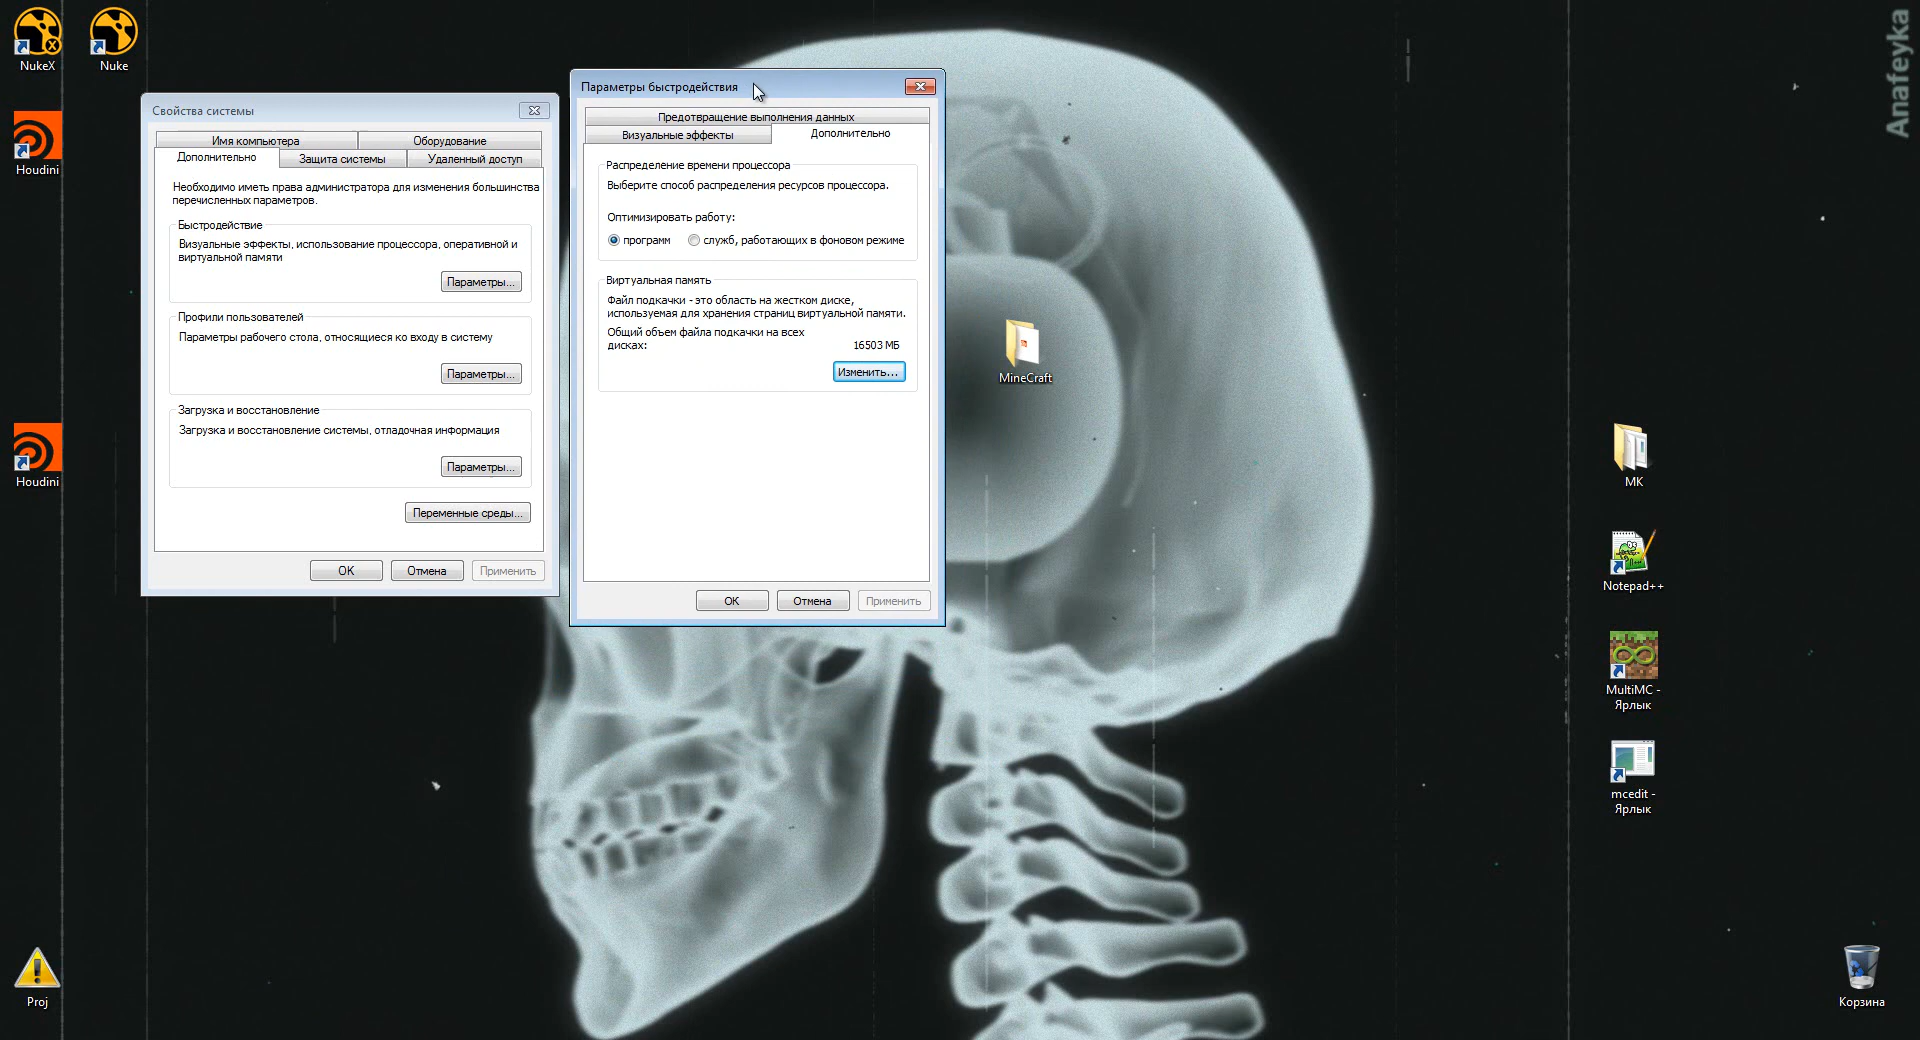 NukeX
Nuke
Houdini
Houdini
Proj
Свойства системы
Имя компьютера
Оборудование
Дополнительно
Защита системы
Удаленный доступ
Необходимо иметь права администратора для изменения большинства
перечисленных параметров.
Быстродействие
Визуальные эффекты, использование процессора, оперативной и
виртуальной памяти
Параметры...
Профили пользователей
Параметры рабочего стола, относящиеся ко входу в систему
Параметры...
Загрузка и восстановление
Загрузка и восстановление системы, отладочная информация
Параметры...
Переменные среды...
OK
Отмена
Применить
Параметры быстродействия
Предотвращение выполнения данных
Визуальные эффекты
Дополнительно
Распределение времени процессора
Выберите способ распределения ресурсов процессора.
Оптимизировать работу:
программ
служб, работающих в фоновом режиме
Виртуальная память
Файл подкачки - это область на жестком диске,
используемая для хранения страниц виртуальной памяти.
Общий объем файла подкачки на всех
дисках:
16503 МБ
Изменить...
OK
Отмена
Применить
MineCraft
Anafeyka
МК
Notepad++
MultiMC -
Ярлык
mcedit -
Ярлык
Корзина